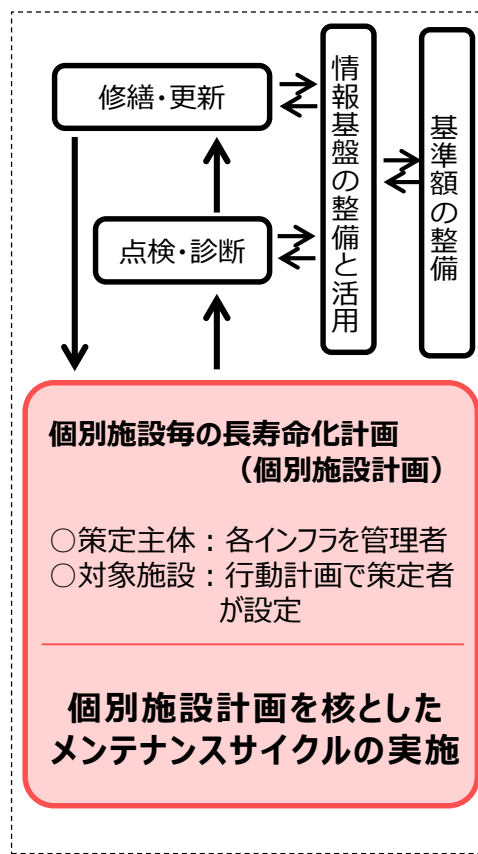 修繕・更新
点検・診断
情報基盤の整備と活用
基準額の整備
個別施設毎の長寿命化計画
（個別施設計画）
○策定主体：各インフラを管理者
○対象施設：行動計画で策定者
が設定
個別施設計画を核とした
メンテナンスサイクルの実施